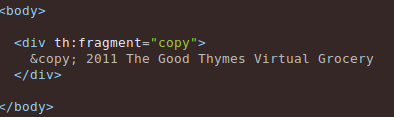 <body>
<div th:fragment="copy">
&copy; 2011 The Good Thymes Virtual Grocery
</div>
</body>